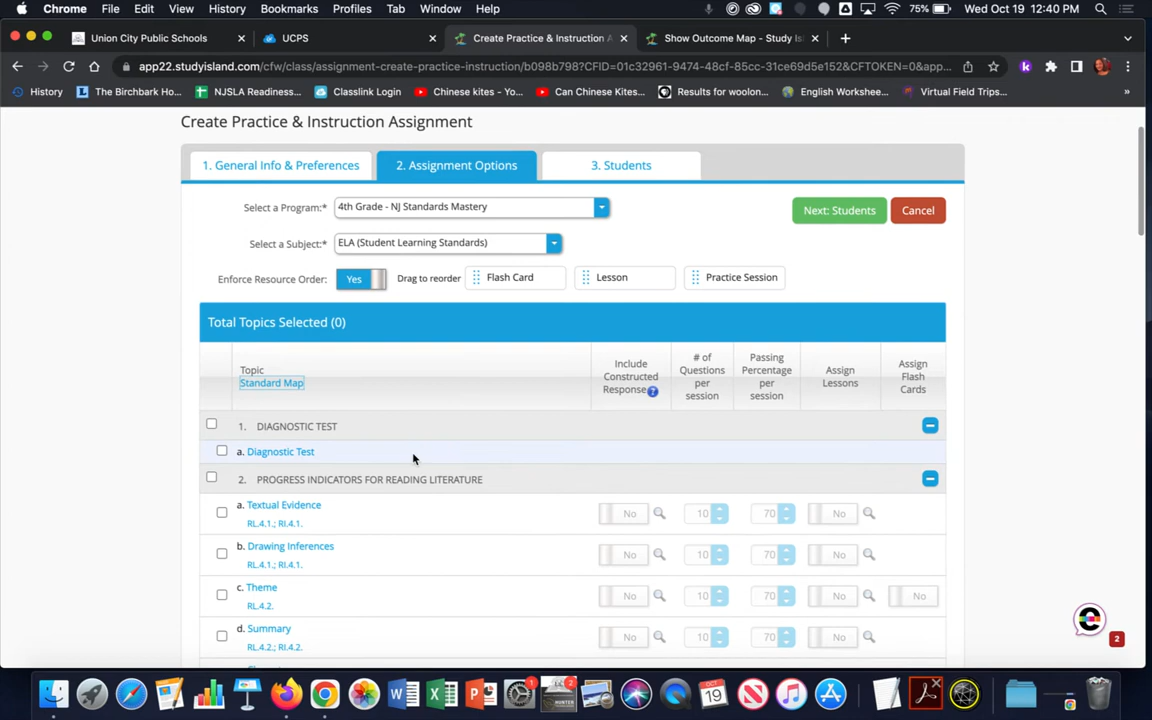 Chrome File Edit View History Bookmarks Profiles Tab Window Help 75% Wed Oct 19 12:40 PM
Union City Public Schools UCPS Create Practice & Instruction A Show Outcome Map - Study Isl
app22.studyisland.com/cfw/class/assignment-create-practice-instruction/b098b798?CFID=01c32961-9474-48cf-85cc-31ce69d5e152&CFTOKEN=0&app...
History The Birchbark Ho... NJSLA Readiness... Classlink Login Chinese kites - Yo... Can Chinese Kites... Results for woolon... English Workshee... Virtual Field Trips... »
Create Practice & Instruction Assignment
1. General Info & Preferences 2. Assignment Options 3. Students
Select a Program:* 4th Grade - NJ Standards Mastery Next: Students Cancel
Select a Subject:* ELA (Student Learning Standards)
Enforce Resource Order: Yes Drag to reorder Flash Card Lesson Practice Session
Total Topics Selected (0)
Topic
Standard Map
Include Constructed Response ?
# of Questions per session
Passing Percentage per session
Assign Lessons
Assign Flash Cards
1. DIAGNOSTIC TEST
a. Diagnostic Test
2. PROGRESS INDICATORS FOR READING LITERATURE
a. Textual Evidence No 10 70 No
RL.4.1.; RI.4.1.
b. Drawing Inferences No 10 70 No
RL.4.1.; RI.4.1.
c. Theme No 10 70 No No
RL.4.2.
d. Summary No 10 70 No
RL.4.2.; RI.4.2.
2
OCT
19